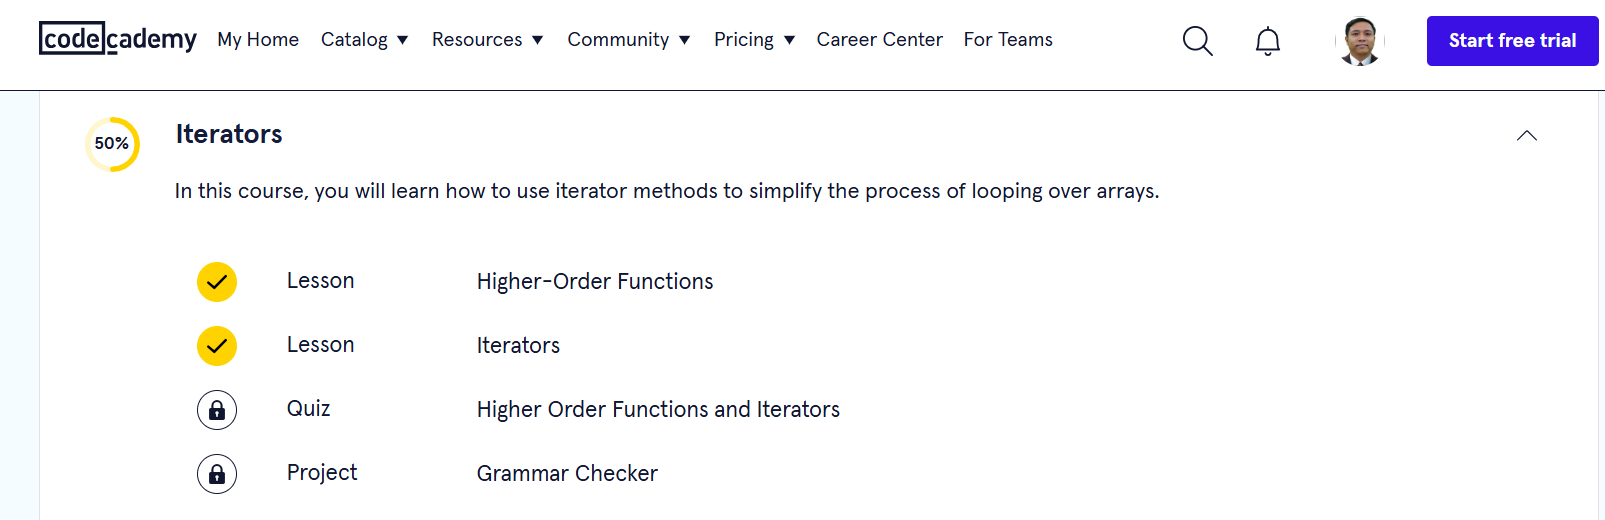 codecademy My Home Catalog Resources Community Pricing Career Center For Teams Start free trial
50% Iterators
In this course, you will learn how to use iterator methods to simplify the process of looping over arrays.
Lesson Higher-Order Functions
Lesson Iterators
Quiz Higher Order Functions and Iterators
Project Grammar Checker